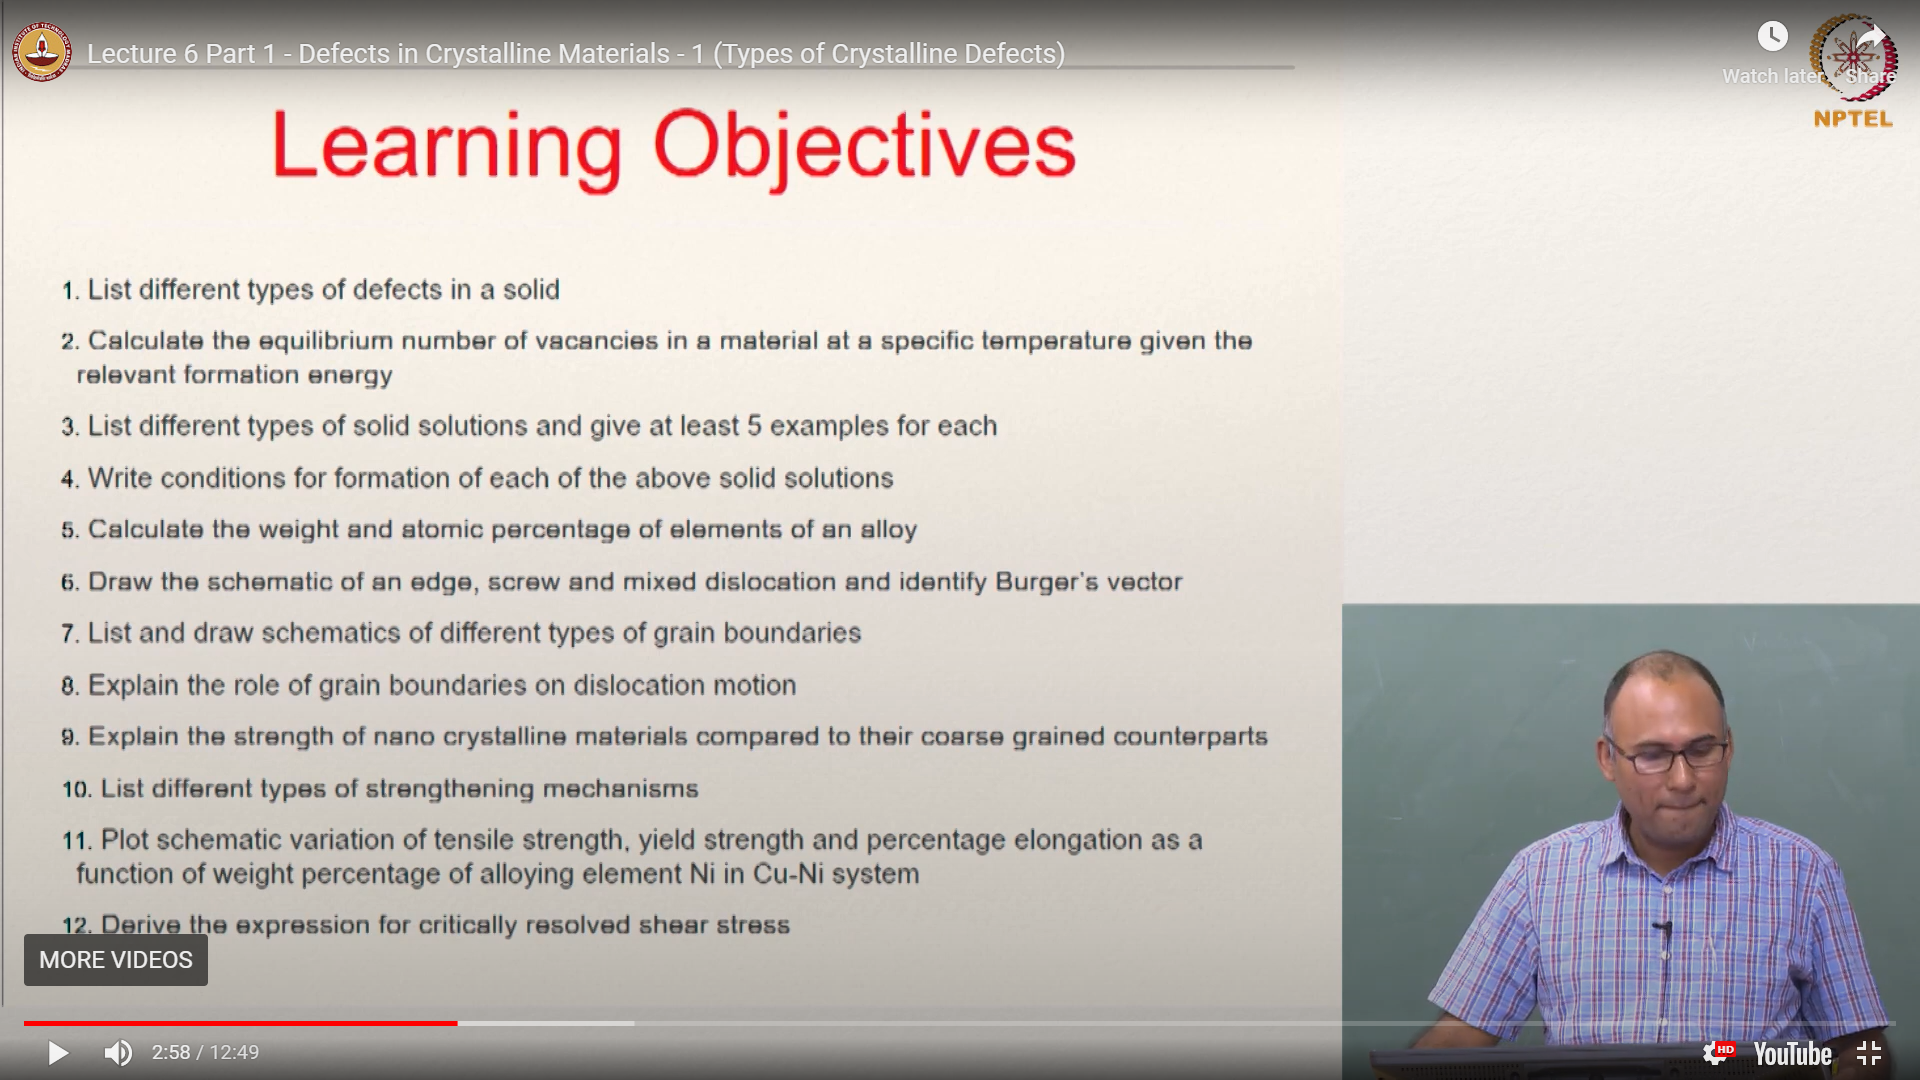 Lecture 6 Part 1 - Defects in Crystalline Materials - 1 (Types of Crystalline Defects)
Watch later
Share
NPTEL
Learning Objectives
1. List different types of defects in a solid
2. Calculate the equilibrium number of vacancies in a material at a specific temperature given the
relevant formation energy
3. List different types of solid solutions and give at least 5 examples for each
4. Write conditions for formation of each of the above solid solutions
5. Calculate the weight and atomic percentage of elements of an alloy
6. Draw the schematic of an edge, screw and mixed dislocation and identify Burger's vector
7. List and draw schematics of different types of grain boundaries
8. Explain the role of grain boundaries on dislocation motion
9. Explain the strength of nano crystalline materials compared to their coarse grained counterparts
10. List different types of strengthening mechanisms
11. Plot schematic variation of tensile strength, yield strength and percentage elongation as a
function of weight percentage of alloying element Ni in Cu-Ni system
12. Derive the expression for critically resolved shear stress
MORE VIDEOS
2:58 / 12:49
HD
YouTube